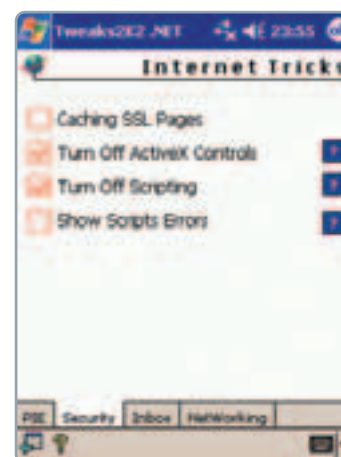 Tweaks2K2 .NET 23:55
Internet Tricks
Caching SSL Pages
Turn Off ActiveX Controls
?
Turn Off Scripting
?
Show Scripts Errors
?
PIE Security Inbox Networking
?